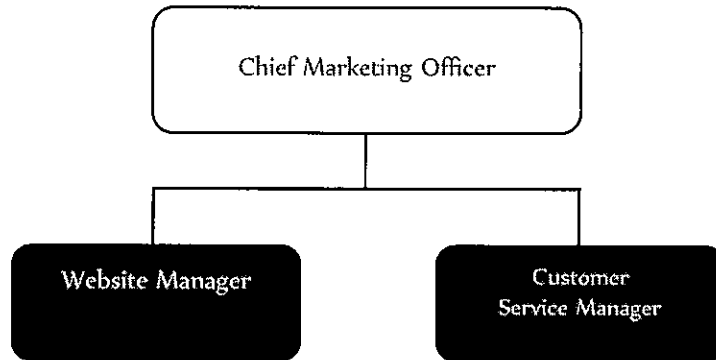 Chief Marketing Officer
Website Manager
Customer
Service Manager